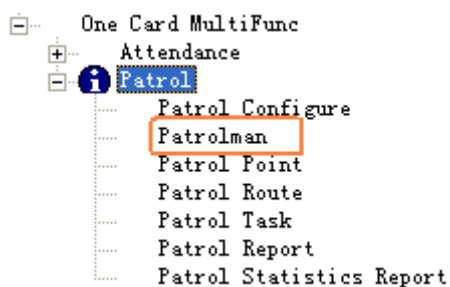 One Card MultiFunc
Attendance
Patrol
Patrol Configure
Patrolman
Patrol Point
Patrol Route
Patrol Task
Patrol Report
Patrol Statistics Report